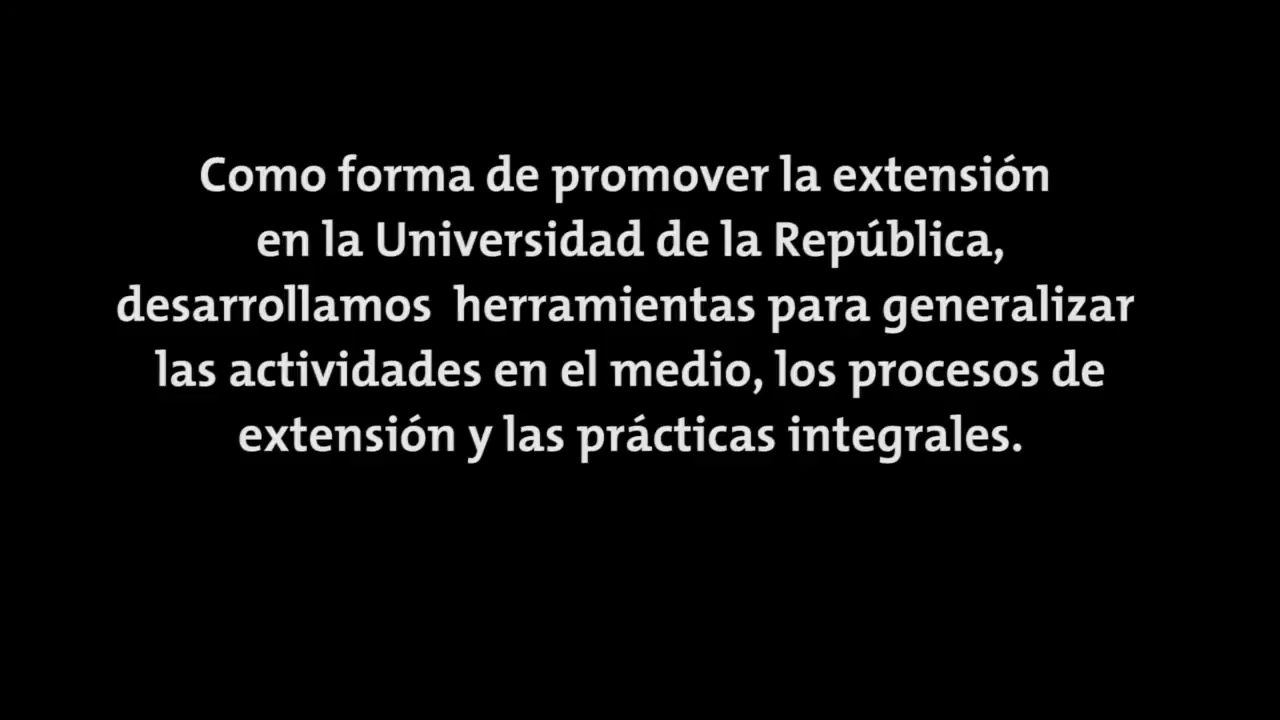 Como forma de promover la extensión
en la Universidad de la República,
desarrollamos  herramientas para generalizar
las actividades en el medio, los procesos de
extensión y las prácticas integrales.